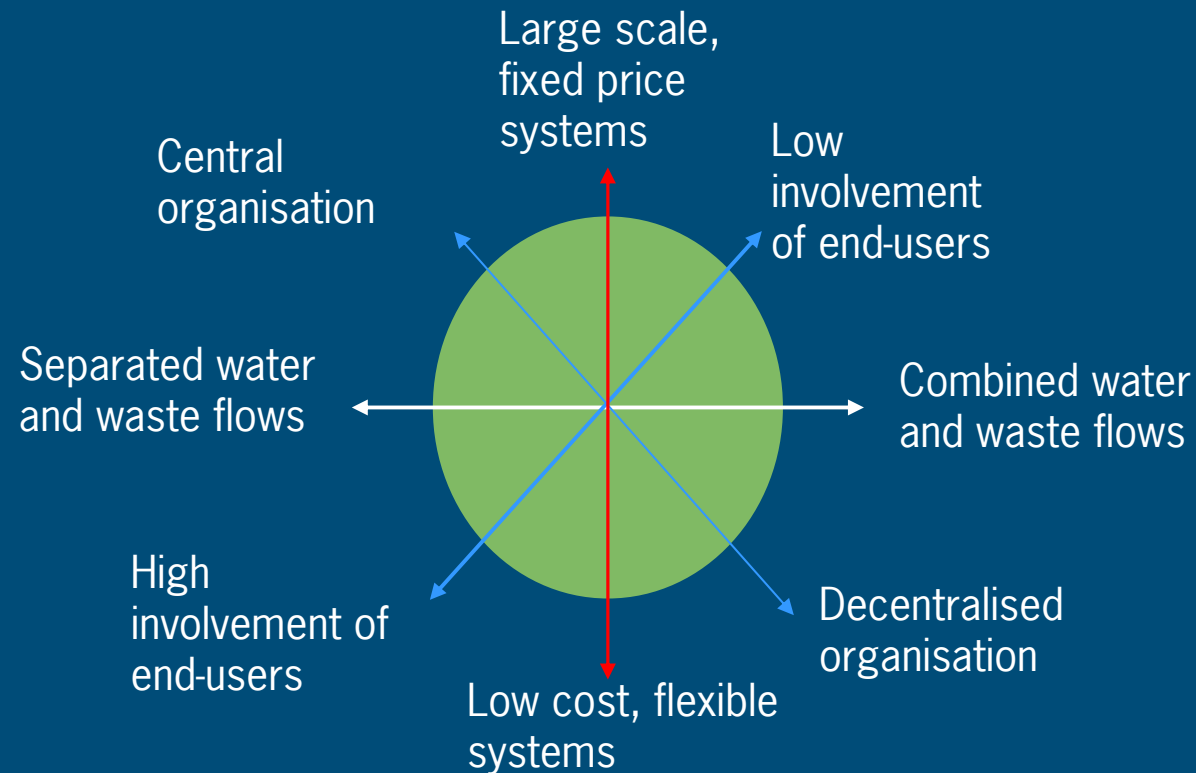 Large scale,
fixed price
systems
Central
organisation
Low
involvement
of end-users
Separated water
and waste flows
Combined water
and waste flows
High
involvement of
end-users
Decentralised
organisation
Low cost, flexible
systems